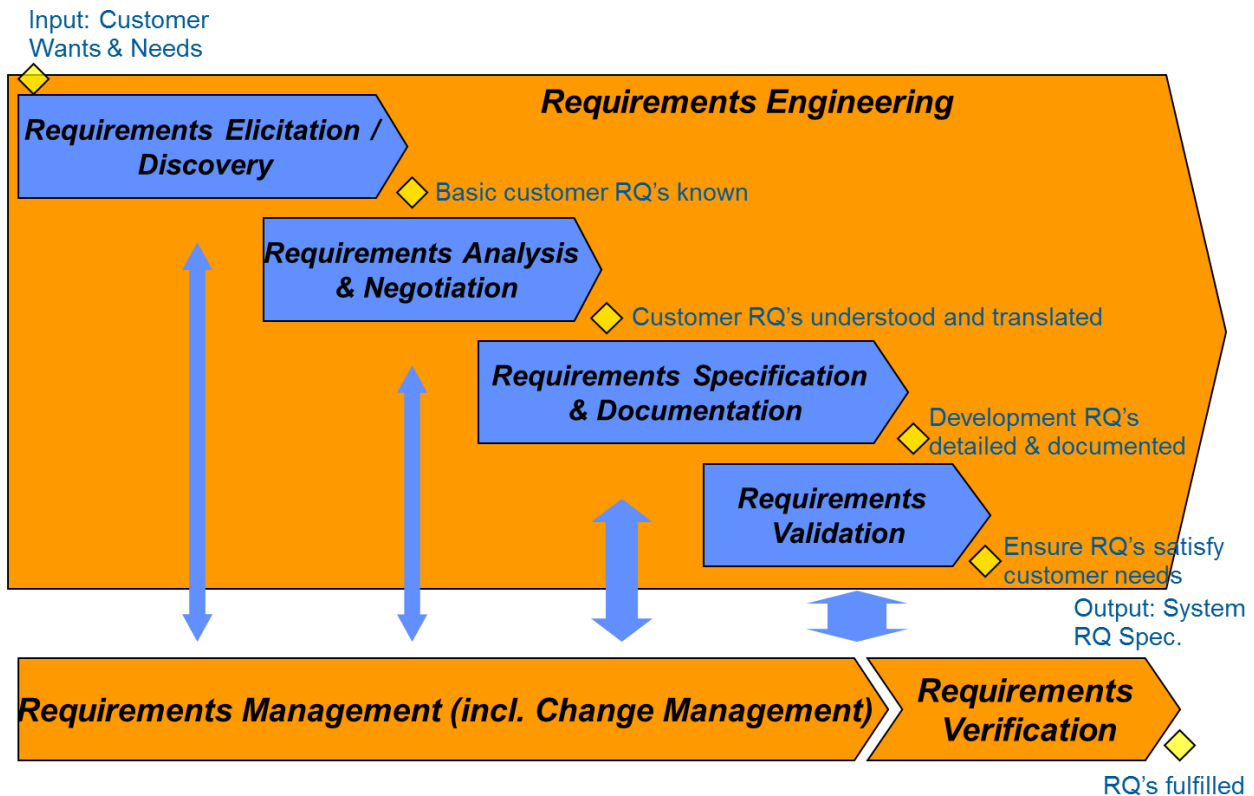 Input: Customer
Wants & Needs
Requirements Engineering
Requirements Elicitation /
Discovery
Basic customer RQ’s known
Requirements Analysis
& Negotiation
Customer RQ’s understood and translated
Requirements Specification
& Documentation
Development RQ’s
detailed & documented
Requirements
Validation
Ensure RQ’s satisfy
customer needs
Output: System
RQ Spec.
Requirements Management (incl. Change Management)
Requirements
Verification
RQ’s fulfilled